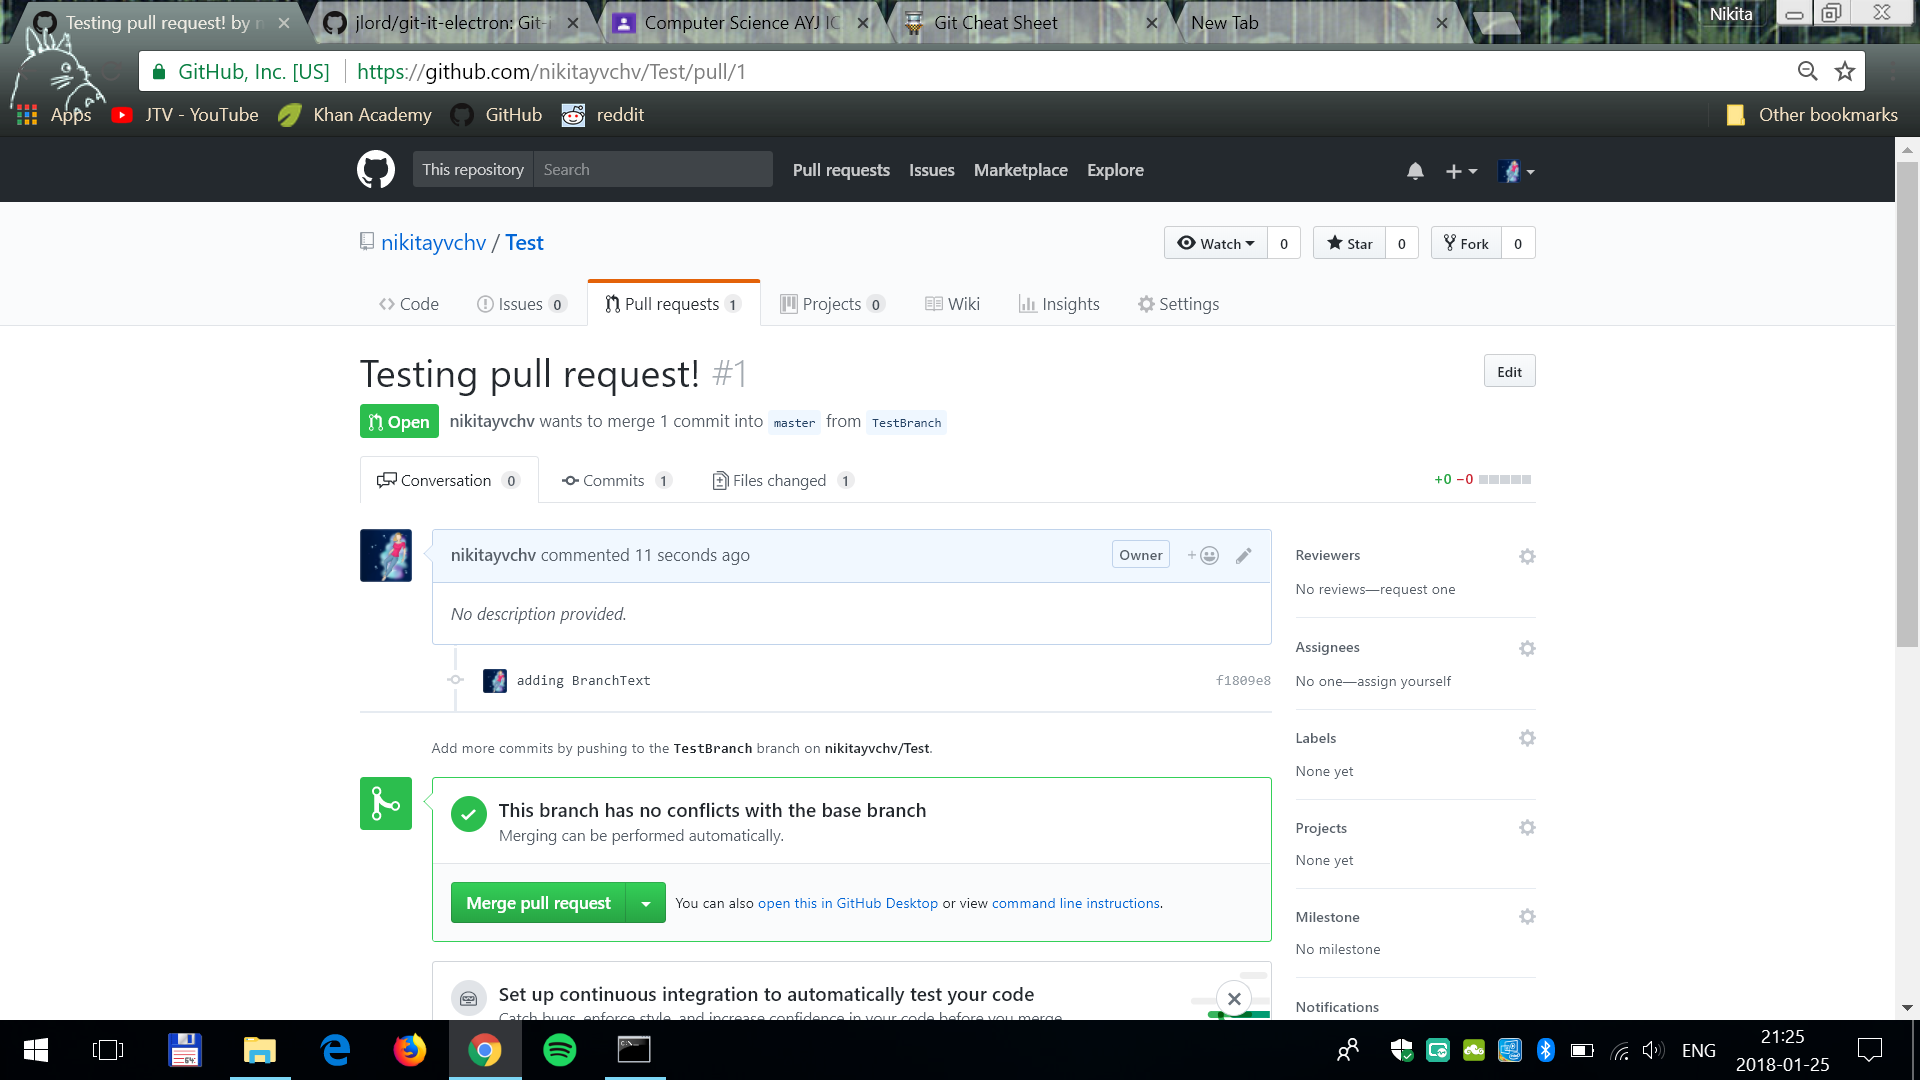 Testing pull request! by n
jlord/git-it-electron: Git-i
Computer Science AYJ IC
Git Cheat Sheet
New Tab
Nikita
GitHub, Inc. [US]
https://github.com/nikitayvchv/Test/pull/1
Apps
JTV - YouTube
Khan Academy
GitHub
reddit
Other bookmarks
This repository
Search
Pull requests
Issues
Marketplace
Explore
nikitayvchv / Test
Watch 0
Star 0
Fork 0
Code
Issues 0
Pull requests 1
Projects 0
Wiki
Insights
Settings
Testing pull request! #1
Edit
Open
nikitayvchv wants to merge 1 commit into master from TestBranch
Conversation 0
Commits 1
Files changed 1
+0 −0
nikitayvchv commented 11 seconds ago
Owner
No description provided.
adding BranchText
f1809e8
Add more commits by pushing to the TestBranch branch on nikitayvchv/Test.
This branch has no conflicts with the base branch
Merging can be performed automatically.
Merge pull request
You can also open this in GitHub Desktop or view command line instructions.
Set up continuous integration to automatically test your code
Catch bugs, enforce style, and increase confidence in your code before you merge
Reviewers
No reviews—request one
Assignees
No one—assign yourself
Labels
None yet
Projects
None yet
Milestone
No milestone
Notifications
64
C:\_
ENG
21:25
2018-01-25